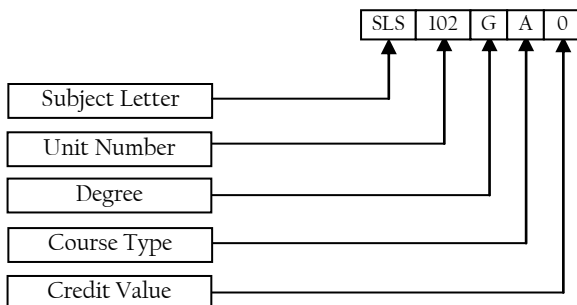 SLS 102 G A 0
Subject Letter
Unit Number
Degree
Course Type
Credit Value